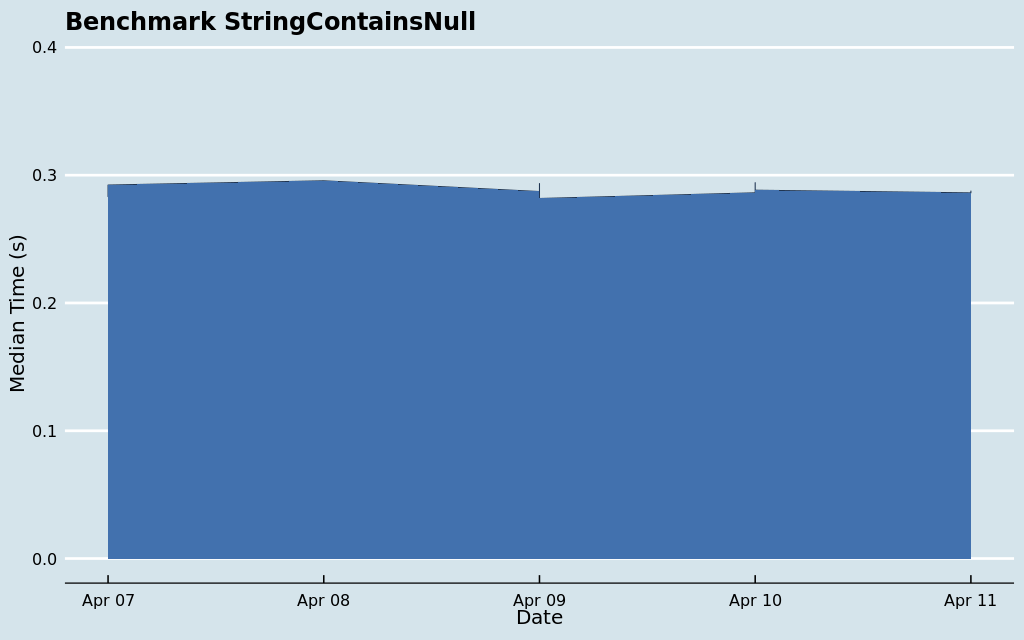 Benchmark StringContainsNull
0.4
0.3
0.2
0.1
0.0
Median Time (s)
Apr 07 Apr 08 Apr 09 Apr 10 Apr 11
Date